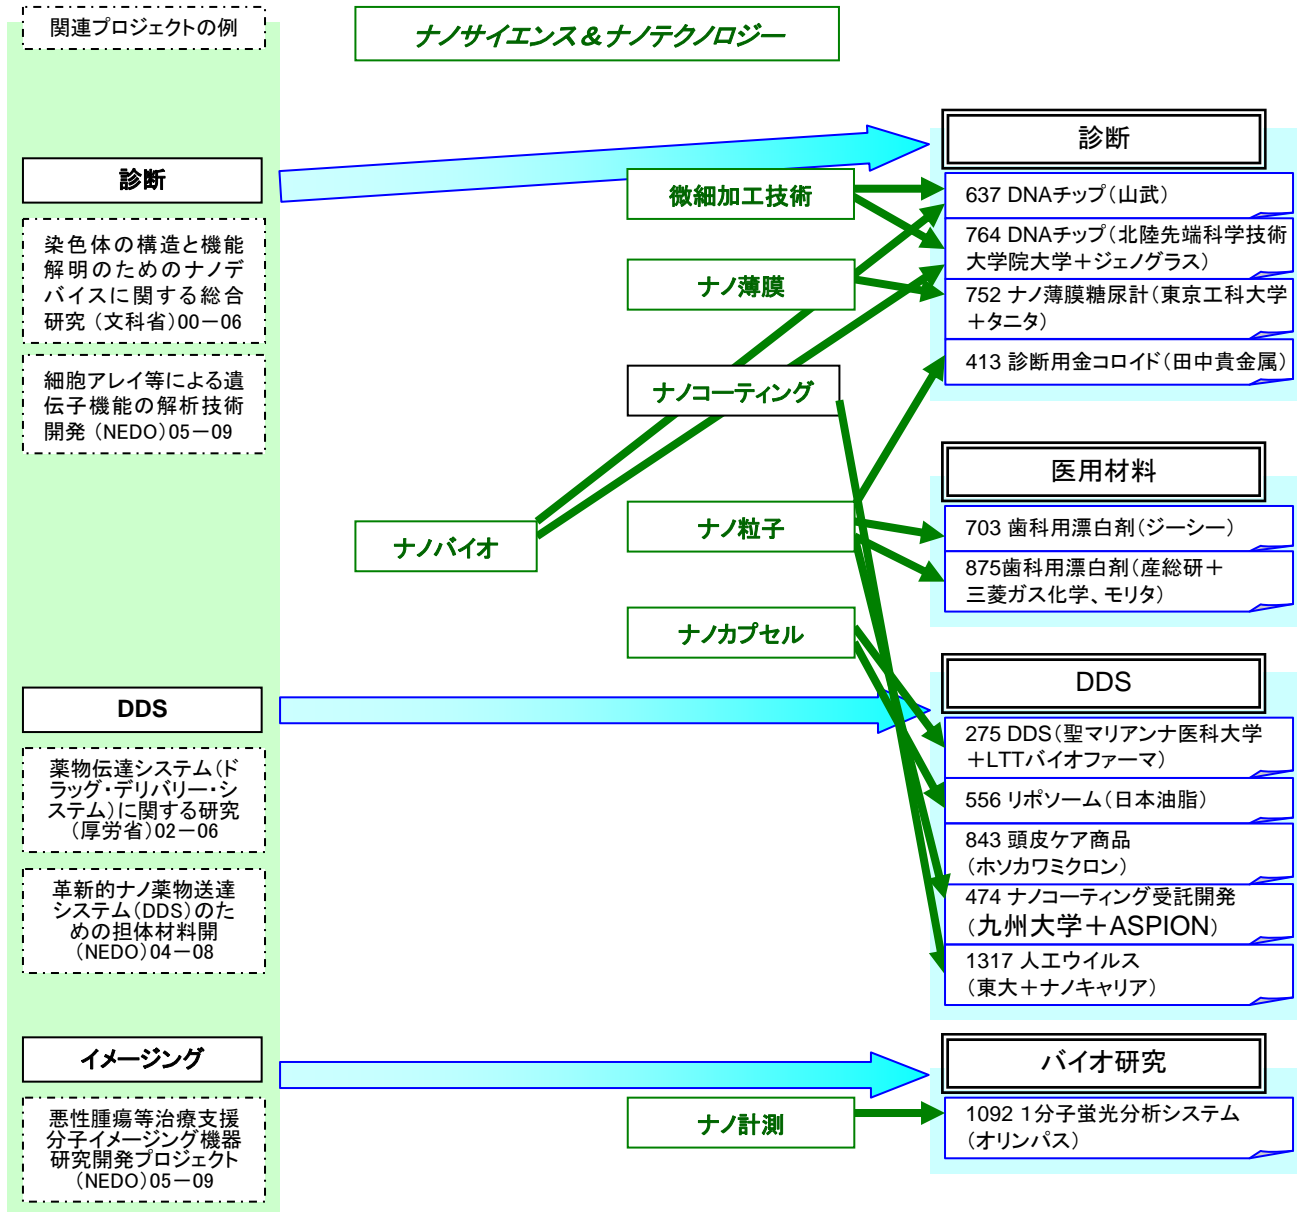 関連プロジェクトの例
ナノサイエンス＆ナノテクノロジー
診断
染色体の構造と機能
解明のためのナノデ
バイスに関する総合
研究（文科省）00－06
細胞アレイ等による遺
伝子機能の解析技術
開発（NEDO）05－09
DDS
薬物伝達システム（ド
ラッグ・デリバリー・シ
ステム）に関する研究
（厚労省）02－06
革新的ナノ薬物送達
システム（DDS）のた
めの担体材料開
（NEDO）04－08
イメージング
悪性腫瘍等治療支援
分子イメージング機器
研究開発プロジェクト
（NEDO）05－09
ナノバイオ
微細加工技術
ナノ薄膜
ナノコーティング
ナノ粒子
ナノカプセル
ナノ計測
診断
637 DNAチップ（山武）
764 DNAチップ（北陸先端科学技術
大学院大学＋ジェノグラス）
752 ナノ薄膜糖尿計（東京工科大学
＋タニタ）
413 診断用金コロイド（田中貴金属）
医用材料
703 歯科用漂白剤（ジーシー）
875歯科用漂白剤（産総研＋
三菱ガス化学、モリタ）
DDS
275 DDS（聖マリアンナ医科大学
＋LTTバイオファーマ）
556 リポソーム（日本油脂）
843 頭皮ケア商品
（ホソカワミクロン）
474 ナノコーティング受託開発
（九州大学＋ASPION）
1317 人工ウイルス
（東大＋ナノキャリア）
バイオ研究
1092 1分子蛍光分析システム
（オリンパス）